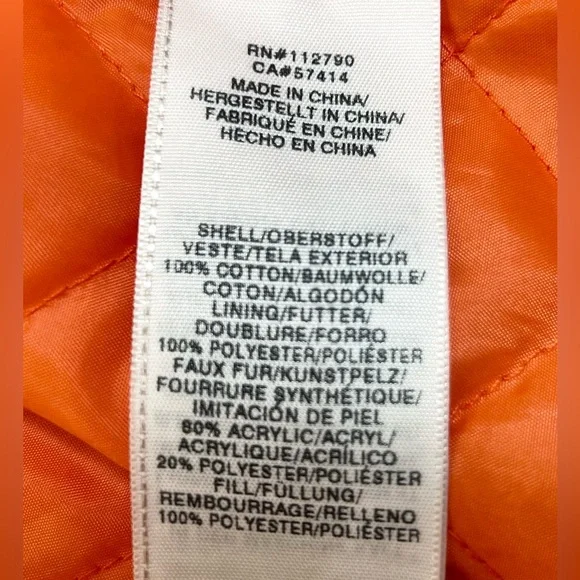 RN#112790
CA#57414
MADE IN CHINA/
HERGESTELLT IN CHINA/
FABRIQUÉ EN CHINE/
HECHO EN CHINA
SHELL/OBERSTOFF/
VESTE/TELA EXTERIOR
100% COTTON/BAUMWOLLE/
COTON/ALGODÓN
LINING/FUTTER/
DOUBLURE/FORRO
100% POLYESTER/POLIÉSTER
FAUX FUR/KUNSTPELZ/
FOURRURE SYNTHÉTIQUE/
IMITACIÓN DE PIEL
80% ACRYLIC/ACRYL/
ACRYLIQUE/ACRÍLICO
20% POLYESTER/POLIÉSTER
FILL/FÜLLUNG/
REMBOURRAGE/RELLENO
100% POLYESTER/POLIÉSTER